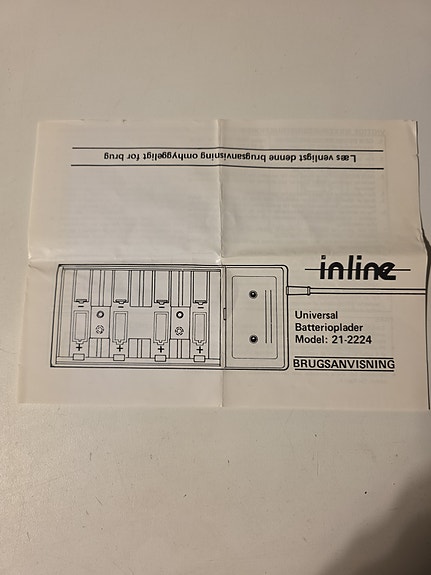 Læs venligst denne brugsanvisning omhyggeligt for brug
inline
Universal
Batterioplader
Model: 21-2224
BRUGSANVISNING